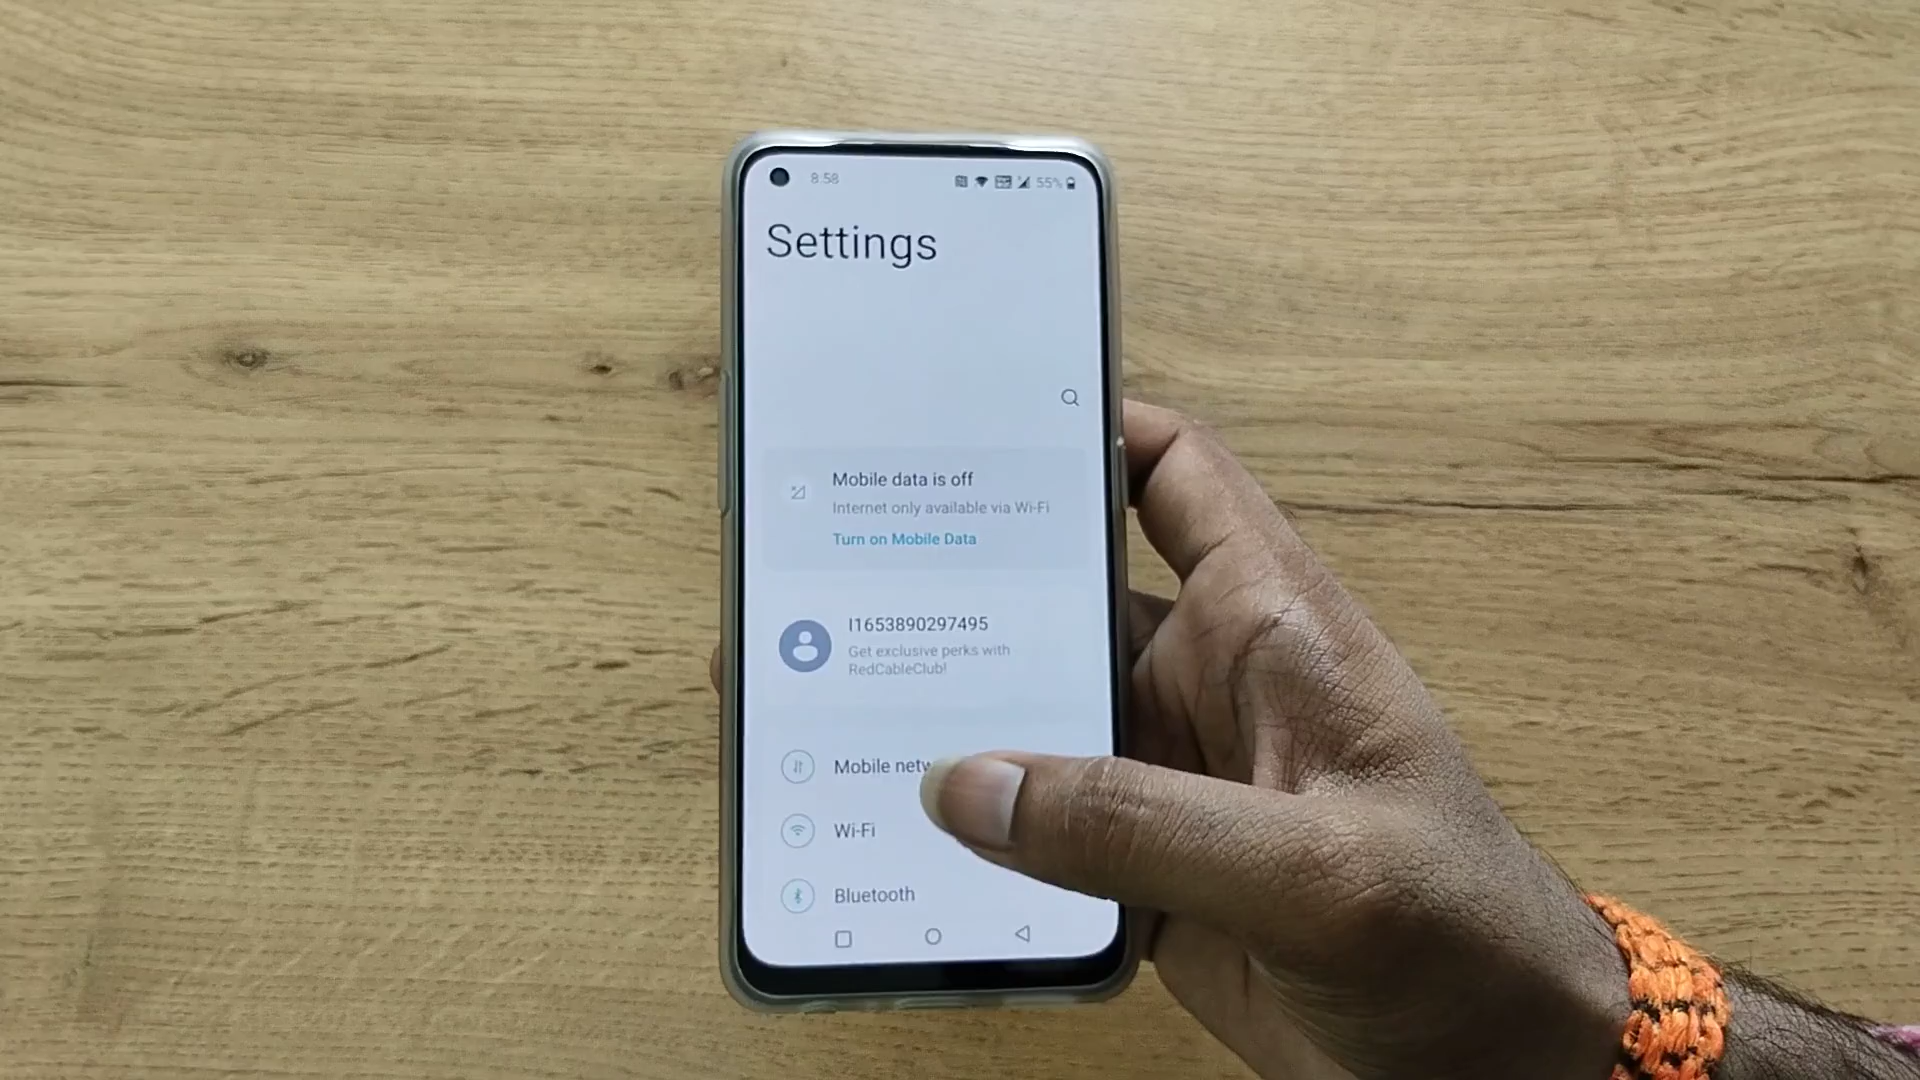 8:58
55%
Settings
Mobile data is off
Internet only available via Wi-Fi
Turn on Mobile Data
I1653890297495
Get exclusive perks with
RedCableClub!
Mobile netw
Wi-Fi
Bluetooth